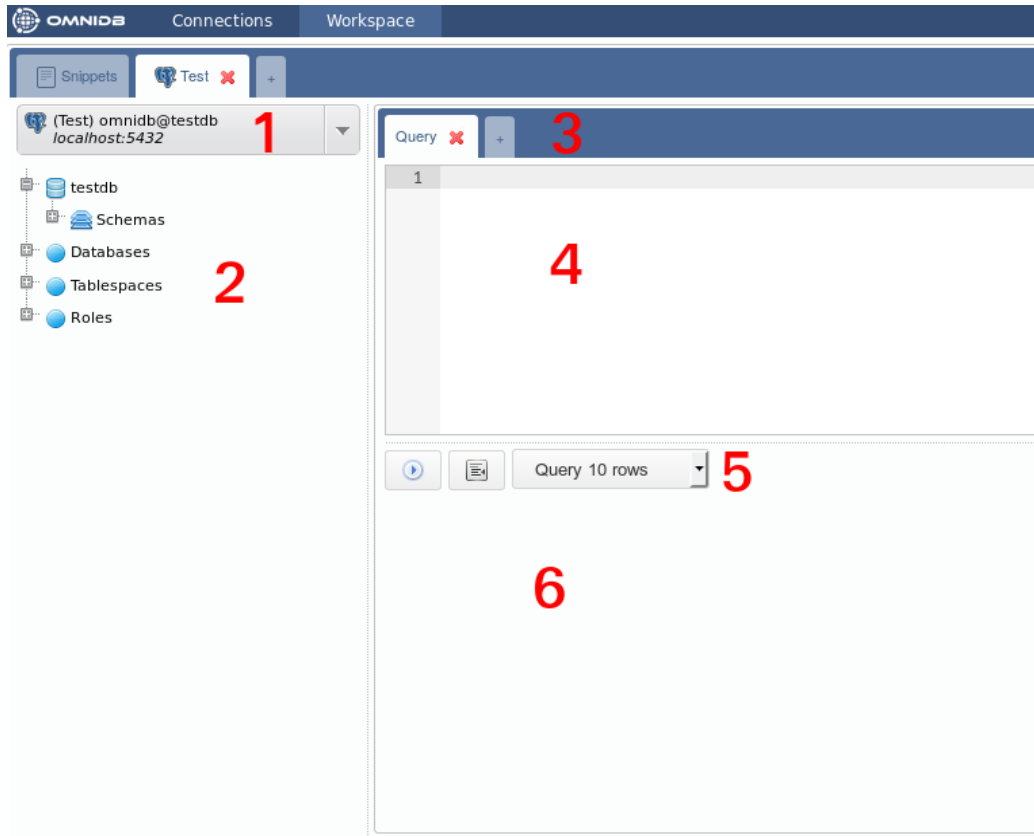 OMNIDB Connections Workspace
Snippets Test +
(Test) omnidb@testdb 1
localhost:5432
Query + 3
1
testdb
Schemas
Databases
Tablespaces 2
Roles
4
Query 10 rows 5
6